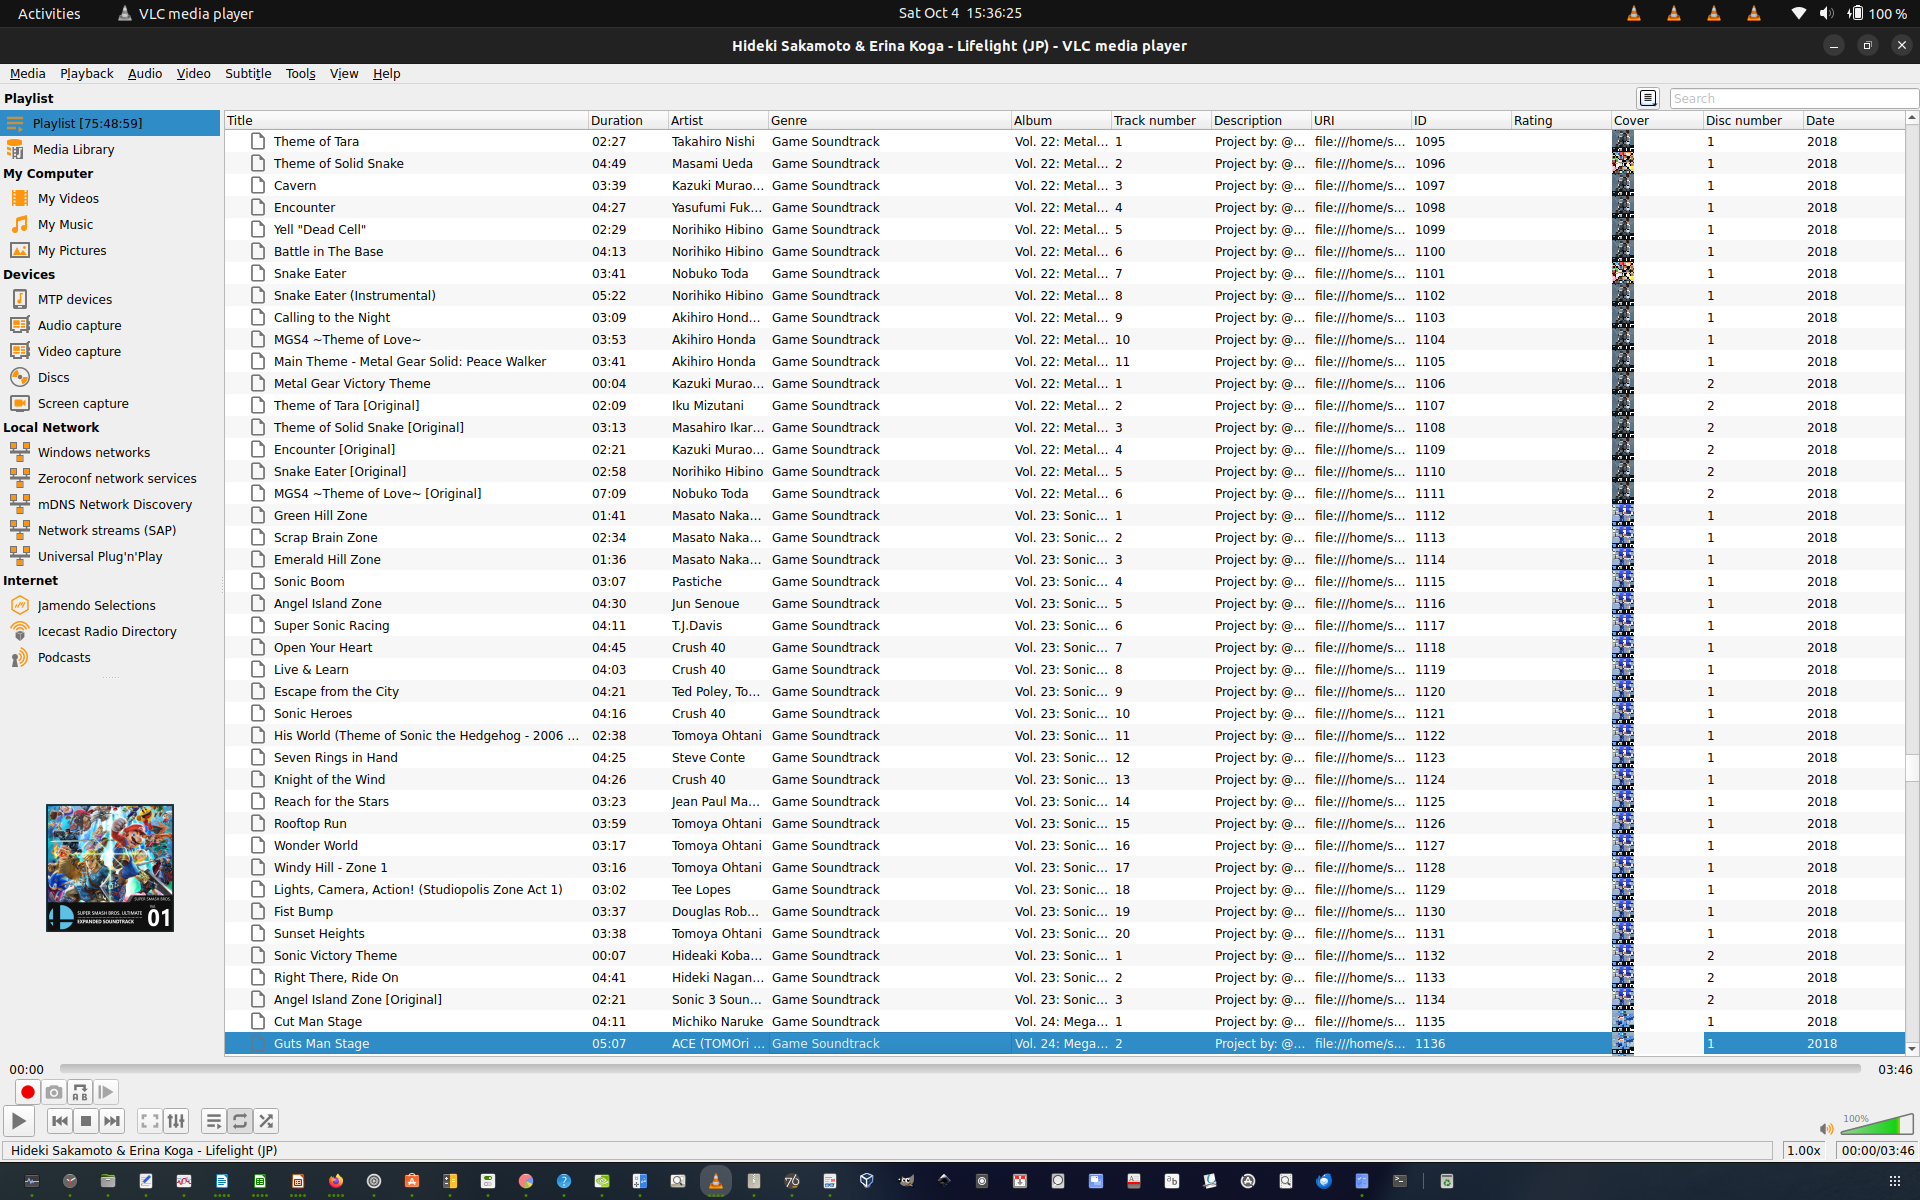 Activities VLC media player Sat Oct 4 15:36:25 100 %
Hideki Sakamoto & Erina Koga - Lifelight (JP) - VLC media player
Media Playback Audio Video Subtitle Tools View Help
Playlist
Search
Playlist [75:48:59]
Media Library
My Computer
My Videos
My Music
My Pictures
Devices
MTP devices
Audio capture
Video capture
Discs
Screen capture
Local Network
Windows networks
Zeroconf network services
mDNS Network Discovery
Network streams (SAP)
Universal Plug'n'Play
Internet
Jamendo Selections
Icecast Radio Directory
Podcasts
SUPER SMASH BROS. ULTIMATE
EXPANDED SOUNDTRACK
01
Title Duration Artist Genre Album Track number Description URI ID Rating Cover Disc number Date
Theme of Tara 02:27 Takahiro Nishi Game Soundtrack Vol. 22: Metal... 1 Project by: @... file:///home/s... 1095 1 2018
Theme of Solid Snake 04:49 Masami Ueda Game Soundtrack Vol. 22: Metal... 2 Project by: @... file:///home/s... 1096 1 2018
Cavern 03:39 Kazuki Murao... Game Soundtrack Vol. 22: Metal... 3 Project by: @... file:///home/s... 1097 1 2018
Encounter 04:27 Yasufumi Fuk... Game Soundtrack Vol. 22: Metal... 4 Project by: @... file:///home/s... 1098 1 2018
Yell "Dead Cell" 02:29 Norihiko Hibino Game Soundtrack Vol. 22: Metal... 5 Project by: @... file:///home/s... 1099 1 2018
Battle in The Base 04:13 Norihiko Hibino Game Soundtrack Vol. 22: Metal... 6 Project by: @... file:///home/s... 1100 1 2018
Snake Eater 03:41 Nobuko Toda Game Soundtrack Vol. 22: Metal... 7 Project by: @... file:///home/s... 1101 1 2018
Snake Eater (Instrumental) 05:22 Norihiko Hibino Game Soundtrack Vol. 22: Metal... 8 Project by: @... file:///home/s... 1102 1 2018
Calling to the Night 03:09 Akihiro Hond... Game Soundtrack Vol. 22: Metal... 9 Project by: @... file:///home/s... 1103 1 2018
MGS4 ~Theme of Love~ 03:53 Akihiro Honda Game Soundtrack Vol. 22: Metal... 10 Project by: @... file:///home/s... 1104 1 2018
Main Theme - Metal Gear Solid: Peace Walker 03:41 Akihiro Honda Game Soundtrack Vol. 22: Metal... 11 Project by: @... file:///home/s... 1105 1 2018
Metal Gear Victory Theme 00:04 Kazuki Murao... Game Soundtrack Vol. 22: Metal... 1 Project by: @... file:///home/s... 1106 2 2018
Theme of Tara [Original] 02:09 Iku Mizutani Game Soundtrack Vol. 22: Metal... 2 Project by: @... file:///home/s... 1107 2 2018
Theme of Solid Snake [Original] 03:13 Masahiro Ikar... Game Soundtrack Vol. 22: Metal... 3 Project by: @... file:///home/s... 1108 2 2018
Encounter [Original] 02:21 Kazuki Murao... Game Soundtrack Vol. 22: Metal... 4 Project by: @... file:///home/s... 1109 2 2018
Snake Eater [Original] 02:58 Norihiko Hibino Game Soundtrack Vol. 22: Metal... 5 Project by: @... file:///home/s... 1110 2 2018
MGS4 ~Theme of Love~ [Original] 07:09 Nobuko Toda Game Soundtrack Vol. 22: Metal... 6 Project by: @... file:///home/s... 1111 2 2018
Green Hill Zone 01:41 Masato Naka... Game Soundtrack Vol. 23: Sonic... 1 Project by: @... file:///home/s... 1112 1 2018
Scrap Brain Zone 02:34 Masato Naka... Game Soundtrack Vol. 23: Sonic... 2 Project by: @... file:///home/s... 1113 1 2018
Emerald Hill Zone 01:36 Masato Naka... Game Soundtrack Vol. 23: Sonic... 3 Project by: @... file:///home/s... 1114 1 2018
Sonic Boom 03:07 Pastiche Game Soundtrack Vol. 23: Sonic... 4 Project by: @... file:///home/s... 1115 1 2018
Angel Island Zone 04:30 Jun Senoue Game Soundtrack Vol. 23: Sonic... 5 Project by: @... file:///home/s... 1116 1 2018
Super Sonic Racing 04:11 T.J.Davis Game Soundtrack Vol. 23: Sonic... 6 Project by: @... file:///home/s... 1117 1 2018
Open Your Heart 04:45 Crush 40 Game Soundtrack Vol. 23: Sonic... 7 Project by: @... file:///home/s... 1118 1 2018
Live & Learn 04:03 Crush 40 Game Soundtrack Vol. 23: Sonic... 8 Project by: @... file:///home/s... 1119 1 2018
Escape from the City 04:21 Ted Poley, To... Game Soundtrack Vol. 23: Sonic... 9 Project by: @... file:///home/s... 1120 1 2018
Sonic Heroes 04:16 Crush 40 Game Soundtrack Vol. 23: Sonic... 10 Project by: @... file:///home/s... 1121 1 2018
His World (Theme of Sonic the Hedgehog - 2006 ... 02:38 Tomoya Ohtani Game Soundtrack Vol. 23: Sonic... 11 Project by: @... file:///home/s... 1122 1 2018
Seven Rings in Hand 04:25 Steve Conte Game Soundtrack Vol. 23: Sonic... 12 Project by: @... file:///home/s... 1123 1 2018
Knight of the Wind 04:26 Crush 40 Game Soundtrack Vol. 23: Sonic... 13 Project by: @... file:///home/s... 1124 1 2018
Reach for the Stars 03:23 Jean Paul Ma... Game Soundtrack Vol. 23: Sonic... 14 Project by: @... file:///home/s... 1125 1 2018
Rooftop Run 03:59 Tomoya Ohtani Game Soundtrack Vol. 23: Sonic... 15 Project by: @... file:///home/s... 1126 1 2018
Wonder World 03:17 Tomoya Ohtani Game Soundtrack Vol. 23: Sonic... 16 Project by: @... file:///home/s... 1127 1 2018
Windy Hill - Zone 1 03:16 Tomoya Ohtani Game Soundtrack Vol. 23: Sonic... 17 Project by: @... file:///home/s... 1128 1 2018
Lights, Camera, Action! (Studiopolis Zone Act 1) 03:02 Tee Lopes Game Soundtrack Vol. 23: Sonic... 18 Project by: @... file:///home/s... 1129 1 2018
Fist Bump 03:37 Douglas Rob... Game Soundtrack Vol. 23: Sonic... 19 Project by: @... file:///home/s... 1130 1 2018
Sunset Heights 03:38 Tomoya Ohtani Game Soundtrack Vol. 23: Sonic... 20 Project by: @... file:///home/s... 1131 1 2018
Sonic Victory Theme 00:07 Hideaki Koba... Game Soundtrack Vol. 23: Sonic... 1 Project by: @... file:///home/s... 1132 2 2018
Right There, Ride On 04:41 Hideki Nagan... Game Soundtrack Vol. 23: Sonic... 2 Project by: @... file:///home/s... 1133 2 2018
Angel Island Zone [Original] 02:21 Sonic 3 Soun... Game Soundtrack Vol. 23: Sonic... 3 Project by: @... file:///home/s... 1134 2 2018
Cut Man Stage 04:11 Michiko Naruke Game Soundtrack Vol. 24: Mega... 1 Project by: @... file:///home/s... 1135 1 2018
Guts Man Stage 05:07 ACE (TOMOri ... Game Soundtrack Vol. 24: Mega... 2 Project by: @... file:///home/s... 1136 1 2018
00:00 03:46
100%
Hideki Sakamoto & Erina Koga - Lifelight (JP) 1.00x 00:00/03:46